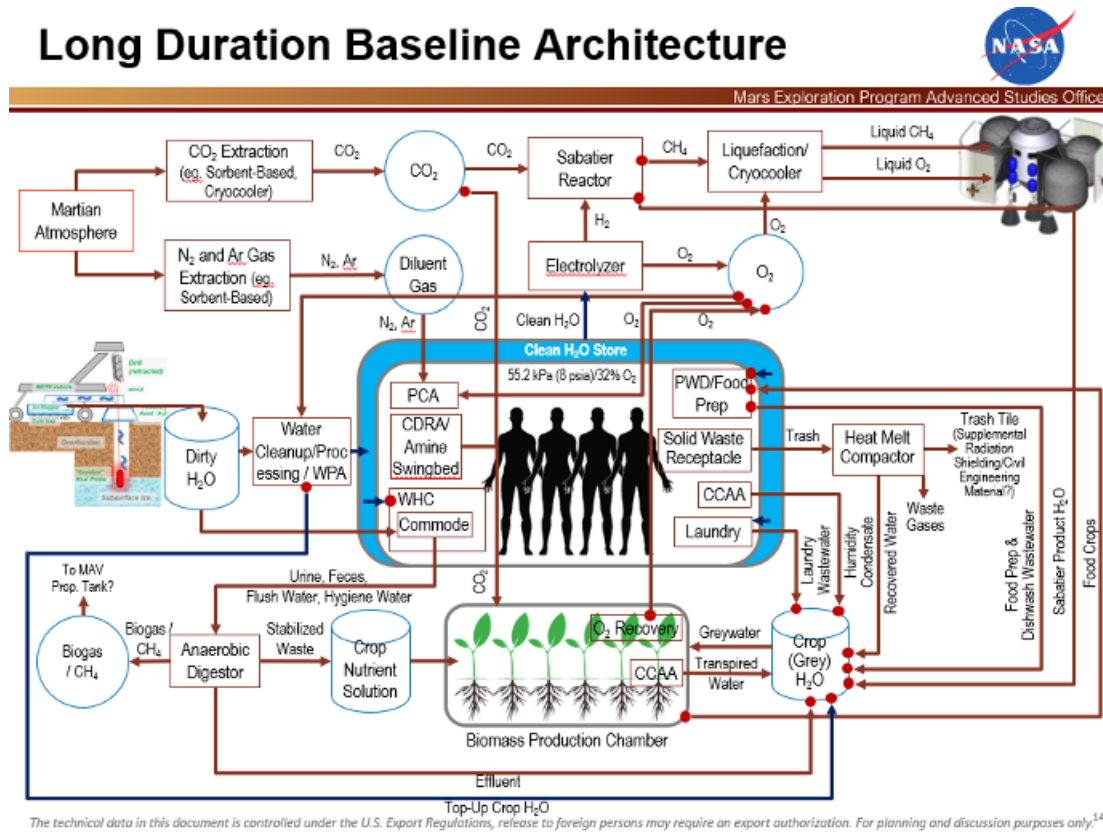 Long Duration Baseline Architecture
NASA
Mars Exploration Program Advanced Studies Office
CO2 Extraction
(eg. Sorbent-Based,
Cryocooler)
CO2
CO2
CO2
Sabatier
Reactor
CH4
Liquefaction/
Cryocooler
Liquid CH4
Liquid O2
Martian
Atmosphere
H2
O2
N2 and Ar Gas
Extraction (eg.
Sorbent-Based)
N2, Ar
Diluent
Gas
Electrolyzer
O2
O2
N2, Ar
CO2
Clean H2O
O2
O2
Clean H2O Store
55.2 kPa (8 psia)/32% O2
Drill
(retracted)
Overburden
Subsurface Ice
Dirty
H2O
Water
Cleanup/Proc
essing / WPA
PCA
CDRA/
Amine
Swingbed
WHC
Commode
PWD/Food
Prep
Solid Waste
Receptacle
CCAA
Laundry
Trash
Heat Melt
Compactor
Trash Tile
(Supplemental
Radiation
Shielding/Civil
Engineering
Material?)
Waste
Gases
Laundry
Wastewater
Humidity
Condensate
Recovered Water
Food Prep &
Dishwash Wastewater
Sabatier Product H2O
Food Crops
To MAV
Prop. Tank?
Urine, Feces,
Flush Water, Hygiene Water
CO2
Biogas
/ CH4
Biogas /
CH4
Anaerobic
Digestor
Stabilized
Waste
Crop
Nutrient
Solution
O2 Recovery
CCAA
Greywater
Transpired
Water
Crop
(Grey)
H2O
Biomass Production Chamber
Effluent
Top-Up Crop H2O
The technical data in this document is controlled under the U.S. Export Regulations, release to foreign persons may require an export authorization. For planning and discussion purposes only.
14